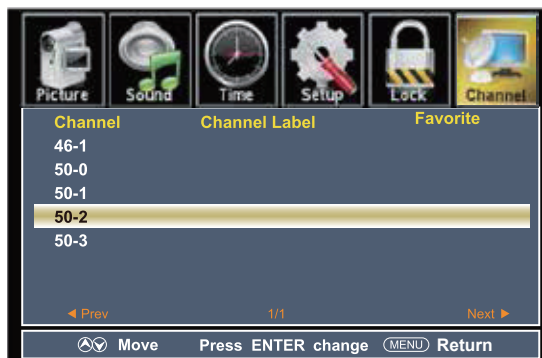 Picture Sound Time Setup Lock Channel
Channel Channel Label Favorite
46-1
50-0
50-1
50-2
50-3
◀ Prev 1/1 Next ▶
Move Press ENTER change MENU Return